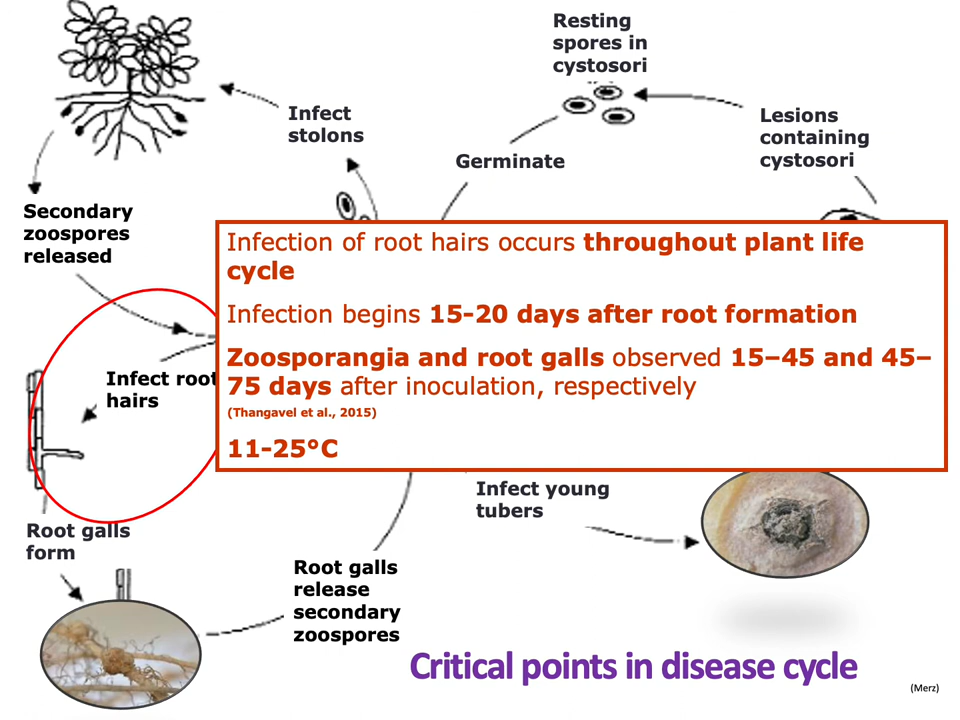 Resting
spores in
cystosori
Infect
stolons
Lesions
containing
cystosori
Germinate
Secondary
zoospores
released
Infection of root hairs occurs throughout plant life
cycle
Infection begins 15-20 days after root formation
Zoosporangia and root galls observed 15–45 and 45–
75 days after inoculation, respectively
(Thangavel et al., 2015)
11-25°C
Infect root
hairs
Infect young
tubers
Root galls
form
Root galls
release
secondary
zoospores
Critical points in disease cycle
(Merz)